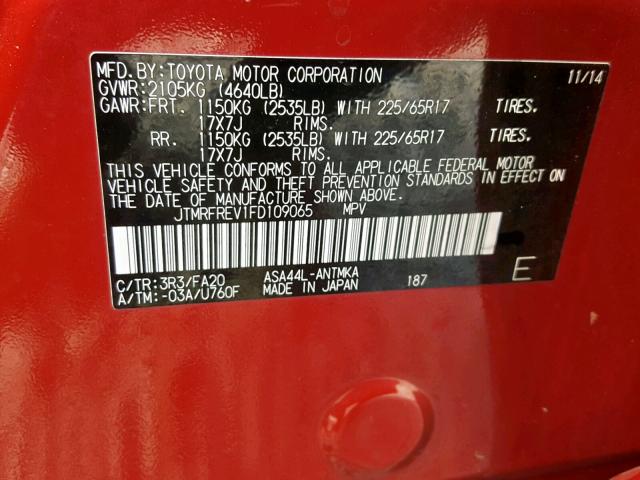 MFD. BY: TOYOTA MOTOR CORPORATION 11/14
GVWR: 2105KG (4640LB)
GAWR: FRT. 1150KG (2535LB) WITH 225/65R17 TIRES.
17X7J RIMS.
RR. 1150KG (2535LB) WITH 225/65R17 TIRES.
17X7J RIMS.
THIS VEHICLE CONFORMS TO ALL APPLICABLE FEDERAL MOTOR
VEHICLE SAFETY AND THEFT PREVENTION STANDARDS IN EFFECT ON
THE DATE OF MANUFACTURE SHOWN ABOVE.
JTMRFREV1FD109065 MPV
C/TR: 3R3/FA20 ASA44L-ANTMKA 187 E
A/TM: -03A/U760F MADE IN JAPAN